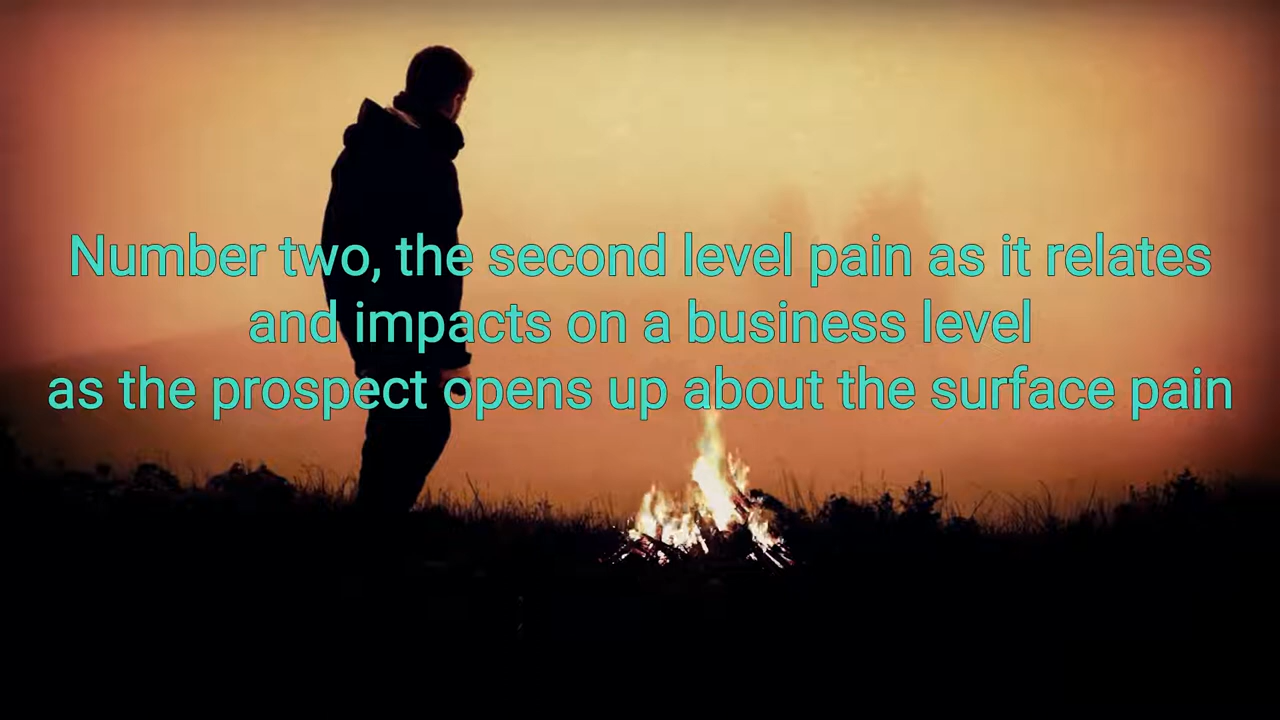 Number two, the second level pain as it relates
and impacts on a business level
as the prospect opens up about the surface pain